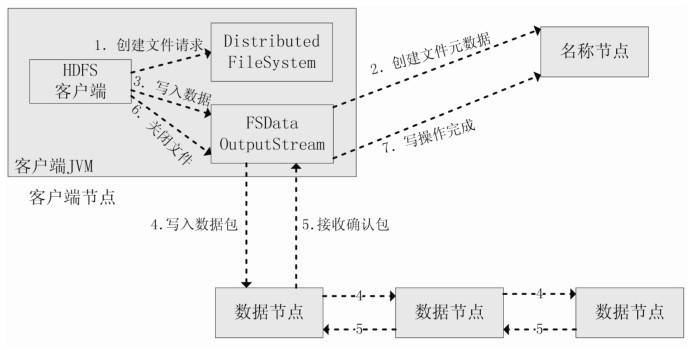 1. 创建文件请求
Distributed
FileSystem
2. 创建文件元数据
名称节点
HDFS
客户端
3. 写入数据
FSData
OutputStream
6. 关闭文件
7. 写操作完成
客户端JVM
客户端节点
4.写入数据包
5.接收确认包
数据节点
4
5
数据节点
4
5
数据节点